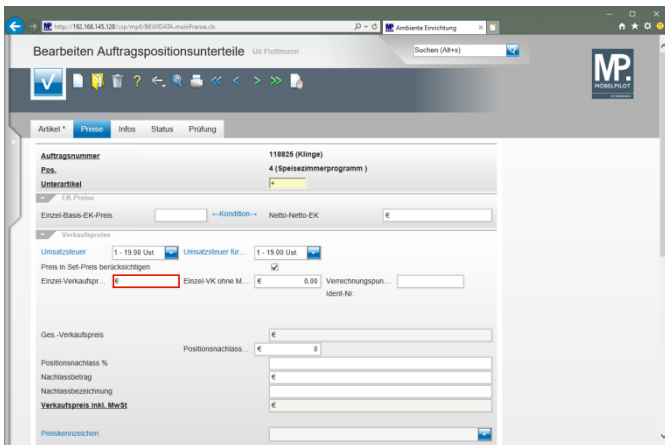 http://192.168.145.128/csp/mp6/BEWIDATA.mainFrame.cls
MP Ambiente Einrichtung
Bearbeiten Auftragspositionsunterteile Uli Flottmann
Suchen (Alt+s)
MP.
MÖBELPILOT
Artikel * Preise Infos Status Prüfung
Auftragsnummer 118825 (Klinge)
Pos. 4 (Speisezimmerprogramm )
Unterartikel +
EK-Preise
Einzel-Basis-EK-Preis ←Kondition→ Netto-Netto-EK €
Verkaufspreise
Umsatzsteuer 1 - 19.00 Ust. Umsatzsteuer für... 1 - 19.00 Ust.
Preis in Set-Preis berücksichtigen
Einzel-Verkaufspr... € Einzel-VK ohne M... € 0.00 Verrechnungspun...
Ident-Nr.
Ges.-Verkaufspreis €
Positionsnachlass... € 0
Positionsnachlass %
Nachlassbetrag €
Nachlassbezeichnung
Verkaufspreis inkl. MwSt €
Preiskennzeichen